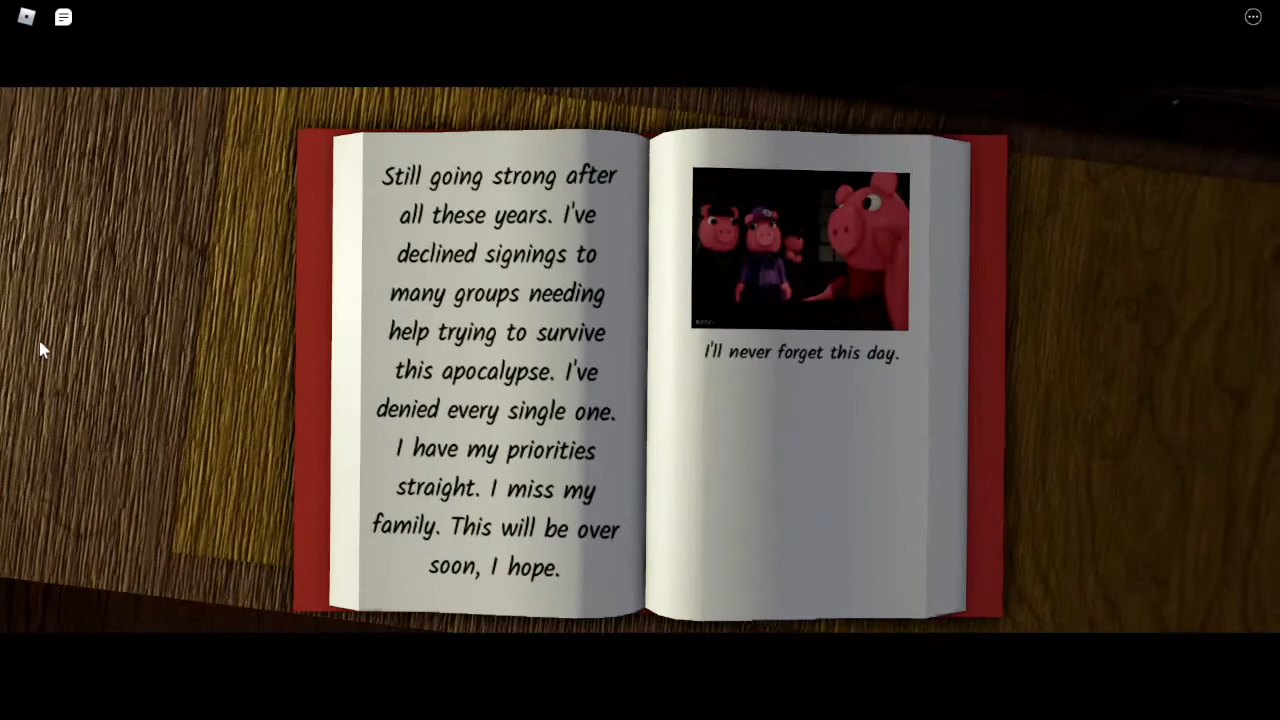 Still going strong after
all these years. I've
declined signings to
many groups needing
help trying to survive
this apocalypse. I've
denied every single one.
I have my priorities
straight. I miss my
family. This will be over
soon, I hope.
I'll never forget this day.